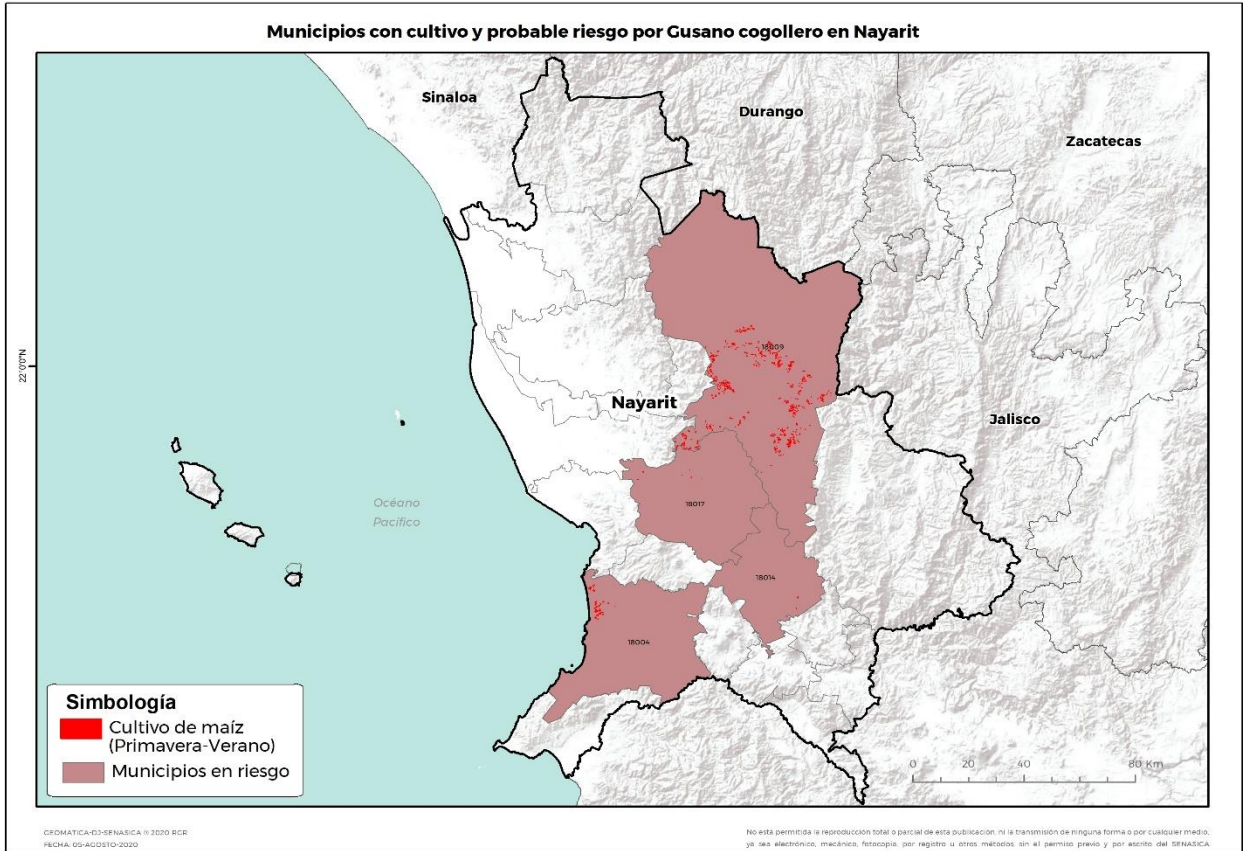 Municipios con cultivo y probable riesgo por Gusano cogollero en Nayarit
Sinaloa
Durango
Zacatecas
22°0'0"N
18009
Nayarit
Jalisco
Océano
Pacífico
18017
18014
18004
Simbología
Cultivo de maíz
(Primavera-Verano)
Municipios en riesgo
0 20 40 80 Km
GEOMATICA-DJ-SENASICA © 2020 RGR
FECHA: 05-AGOSTO-2020
No está permitida la reproducción total o parcial de esta publicación, ni la transmisión de ninguna forma o por cualquier medio,
ya sea electrónico, mecánico, fotocopia, por registro u otros métodos sin el permiso previo y por escrito del SENASICA